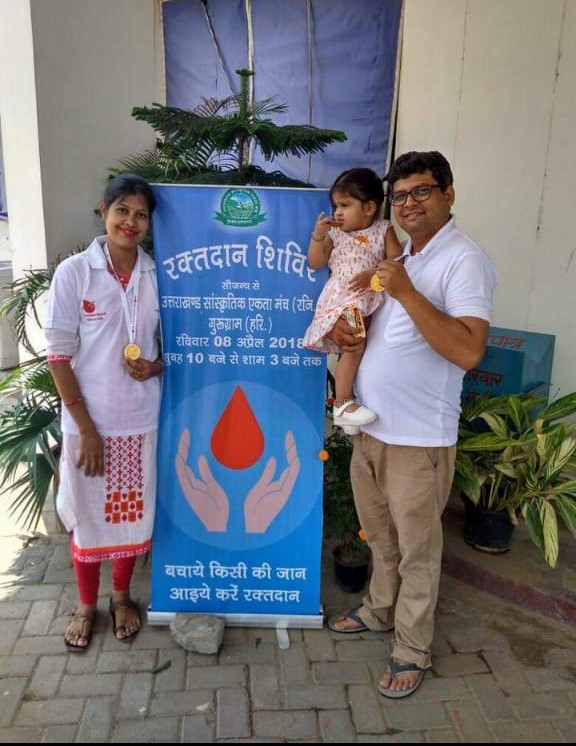 रक्तदान शिविर
सौजन्य से
उत्तराखण्ड सांस्कृतिक एकता मंच (रजि.
गुरूग्राम (हरि.)
रविवार 08 अप्रैल 2018
सुबह 10 बजे से शाम 3 बजे तक
बचाये किसी की जान
आइये करें रक्तदान